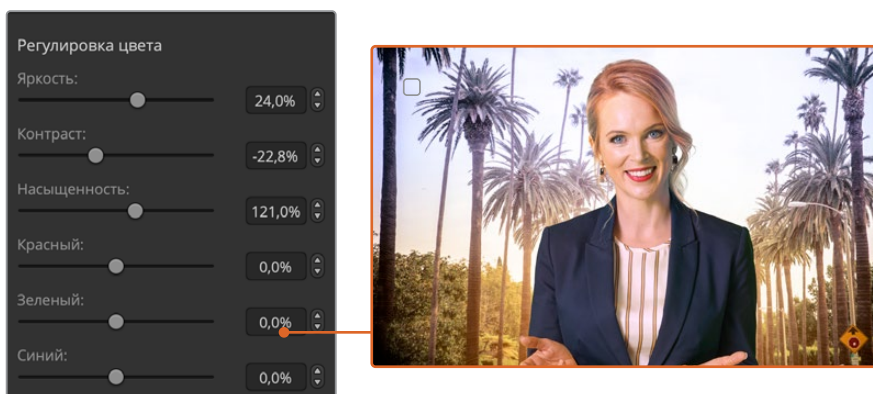 Регулировка цвета
Яркость:
24,0%
Контраст:
-22,8%
Насыщенность:
121,0%
Красный:
0,0%
Зеленый:
0,0%
Синий:
0,0%